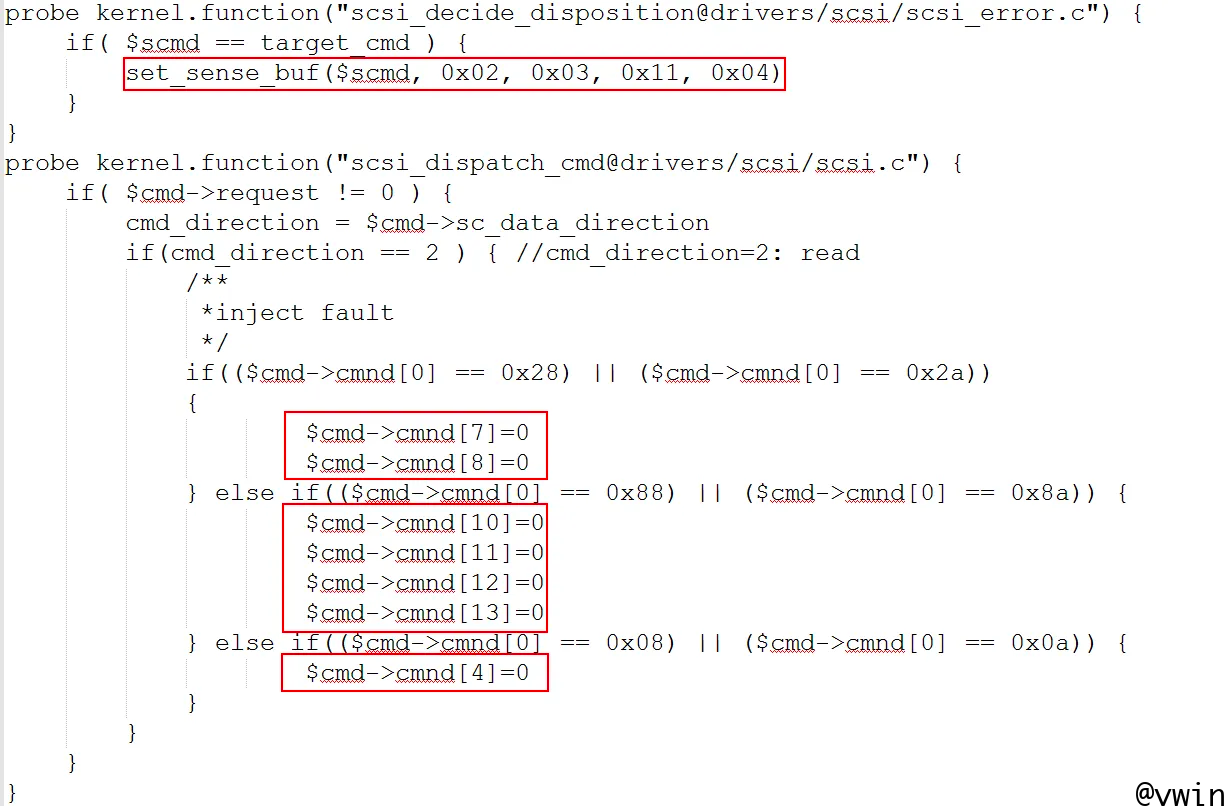 probe kernel.function("scsi_decide_disposition@drivers/scsi/scsi_error.c") {
    if( $scmd == target_cmd ) {
        set_sense_buf($scmd, 0x02, 0x03, 0x11, 0x04)
    }
}
probe kernel.function("scsi_dispatch_cmd@drivers/scsi/scsi.c") {
    if( $cmd->request != 0 ) {
        cmd_direction = $cmd->sc_data_direction
        if(cmd_direction == 2 ) { //cmd_direction=2: read
            /**
             *inject fault
             */
            if(($cmd->cmnd[0] == 0x28) || ($cmd->cmnd[0] == 0x2a))
            {
                    $cmd->cmnd[7]=0
                    $cmd->cmnd[8]=0
            } else if(($cmd->cmnd[0] == 0x88) || ($cmd->cmnd[0] == 0x8a)) {
                    $cmd->cmnd[10]=0
                    $cmd->cmnd[11]=0
                    $cmd->cmnd[12]=0
                    $cmd->cmnd[13]=0
            } else if(($cmd->cmnd[0] == 0x08) || ($cmd->cmnd[0] == 0x0a)) {
                    $cmd->cmnd[4]=0
            }
        }
    }
}
@vwin